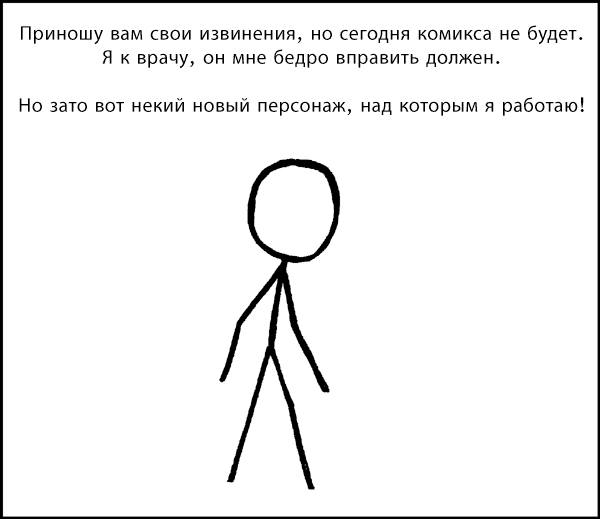 Приношу вам свои извинения, но сегодня комикса не будет.
Я к врачу, он мне бедро вправить должен.
Но зато вот некий новый персонаж, над которым я работаю!